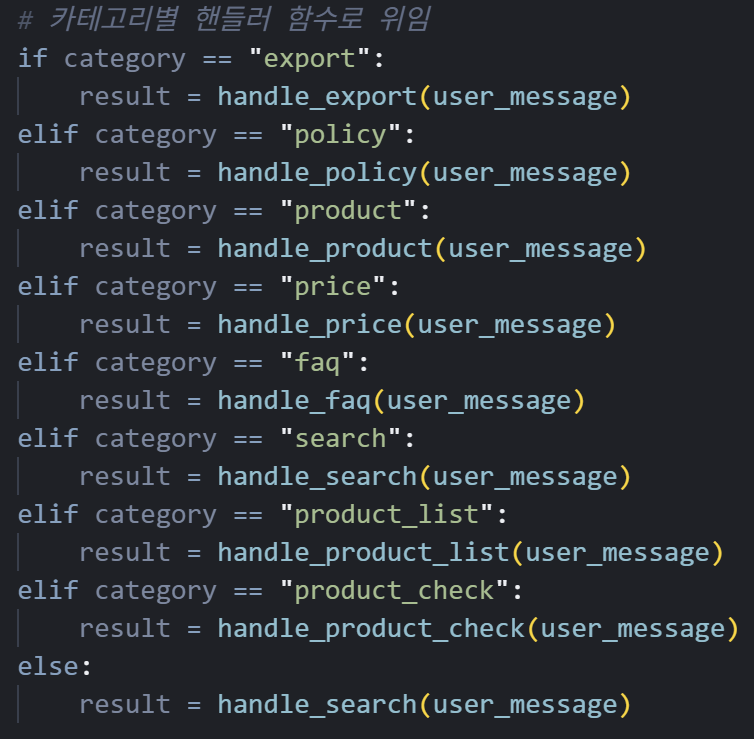 # 카테고리별 핸들러 함수로 위임
if category == "export":
    result = handle_export(user_message)
elif category == "policy":
    result = handle_policy(user_message)
elif category == "product":
    result = handle_product(user_message)
elif category == "price":
    result = handle_price(user_message)
elif category == "faq":
    result = handle_faq(user_message)
elif category == "search":
    result = handle_search(user_message)
elif category == "product_list":
    result = handle_product_list(user_message)
elif category == "product_check":
    result = handle_product_check(user_message)
else:
    result = handle_search(user_message)